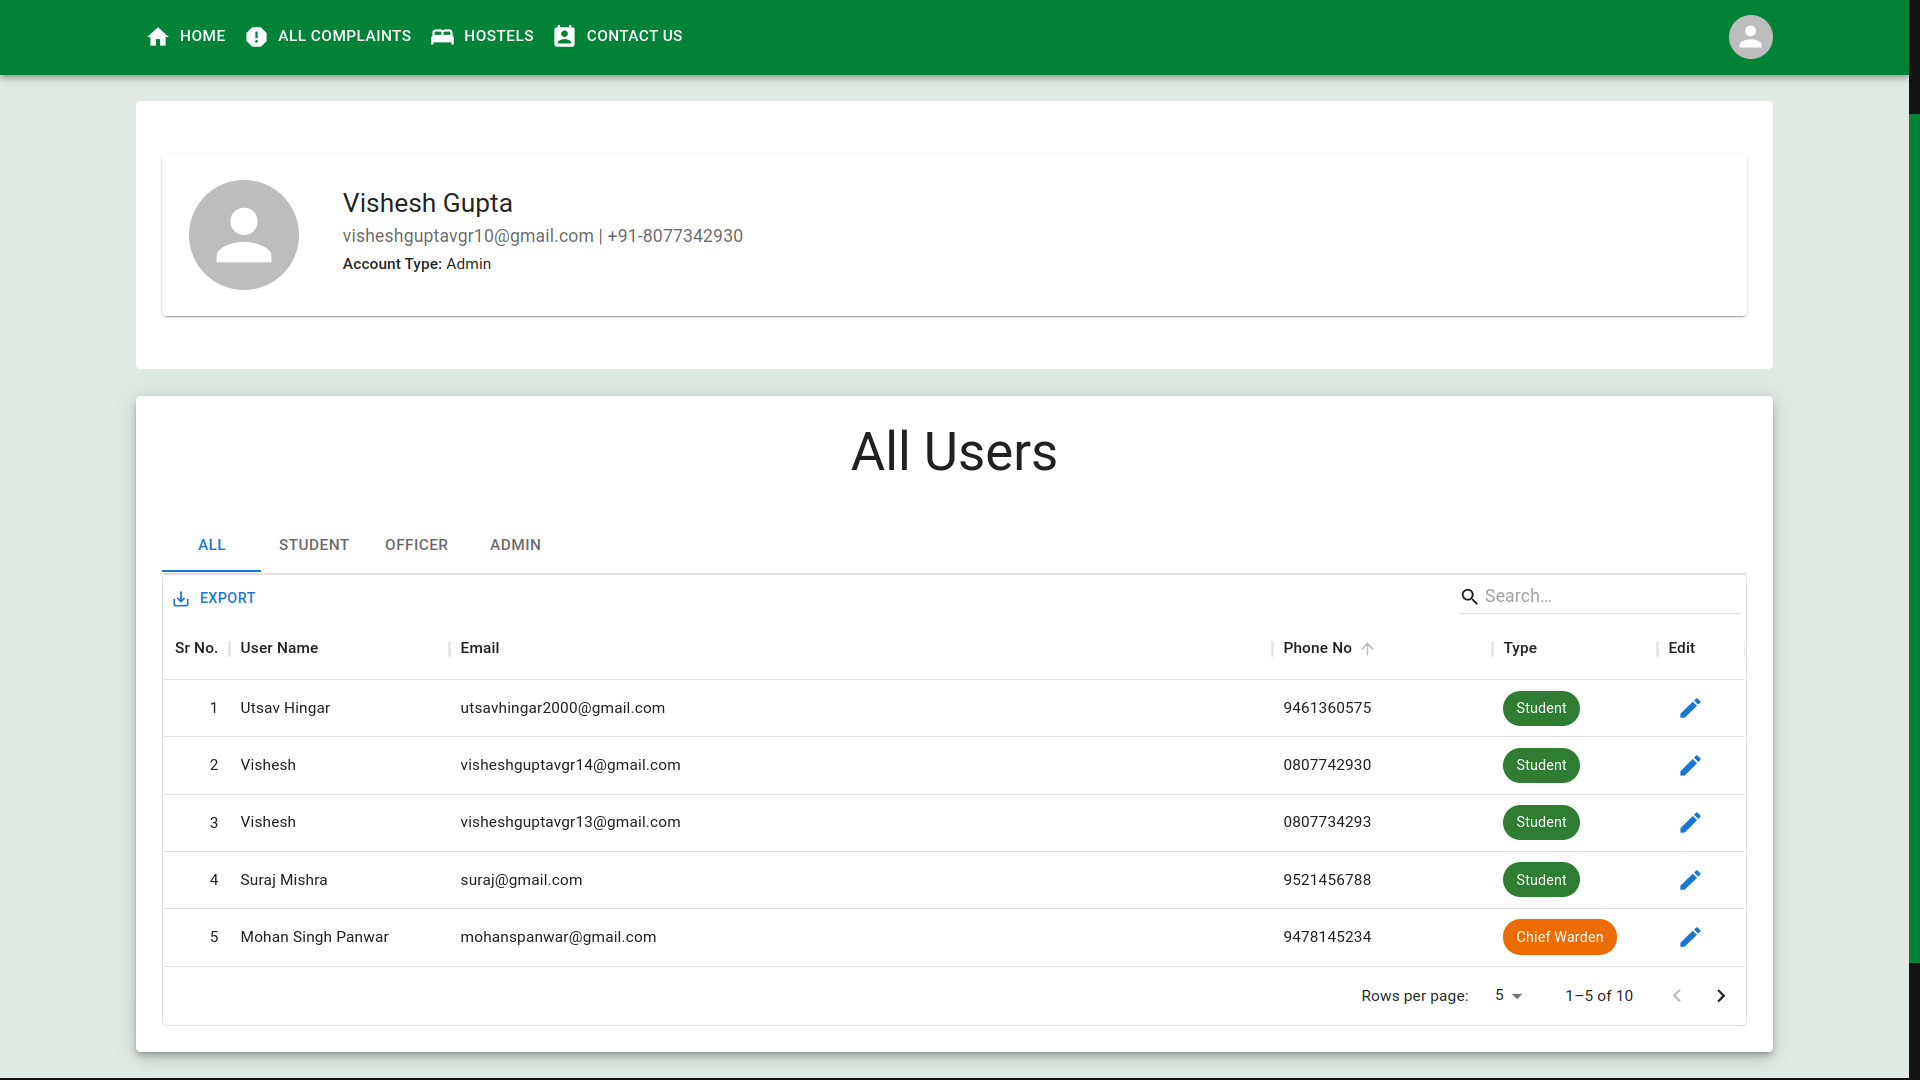 HOME ALL COMPLAINTS HOSTELS CONTACT US
Vishesh Gupta
visheshguptavgr10@gmail.com | +91-8077342930
Account Type: Admin
All Users
ALL STUDENT OFFICER ADMIN
EXPORT Search…
Sr No. User Name Email Phone No Type Edit
1 Utsav Hingar utsavhingar2000@gmail.com 9461360575 Student
2 Vishesh visheshguptavgr14@gmail.com 0807742930 Student
3 Vishesh visheshguptavgr13@gmail.com 0807734293 Student
4 Suraj Mishra suraj@gmail.com 9521456788 Student
5 Mohan Singh Panwar mohanspanwar@gmail.com 9478145234 Chief Warden
Rows per page: 5 1–5 of 10